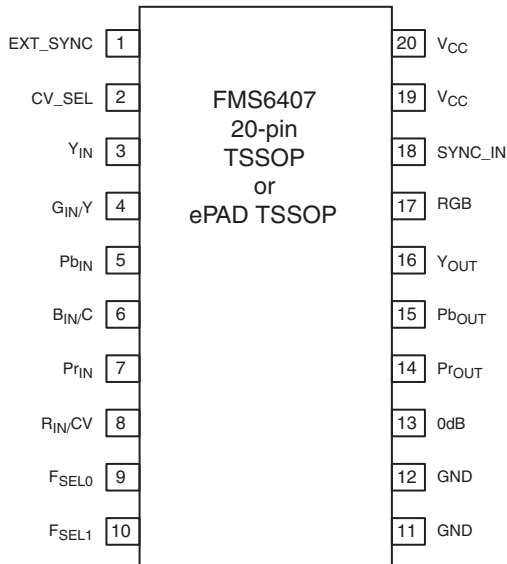 EXT_SYNC 1 20 VCC
CV_SEL 2 FMS6407 19 VCC
20-pin
YIN 3 TSSOP 18 SYNC_IN
or
GIN/Y 4 ePAD TSSOP 17 RGB
PbIN 5 16 YOUT
BIN/C 6 15 PbOUT
PrIN 7 14 PrOUT
RIN/CV 8 13 0dB
FSEL0 9 12 GND
FSEL1 10 11 GND